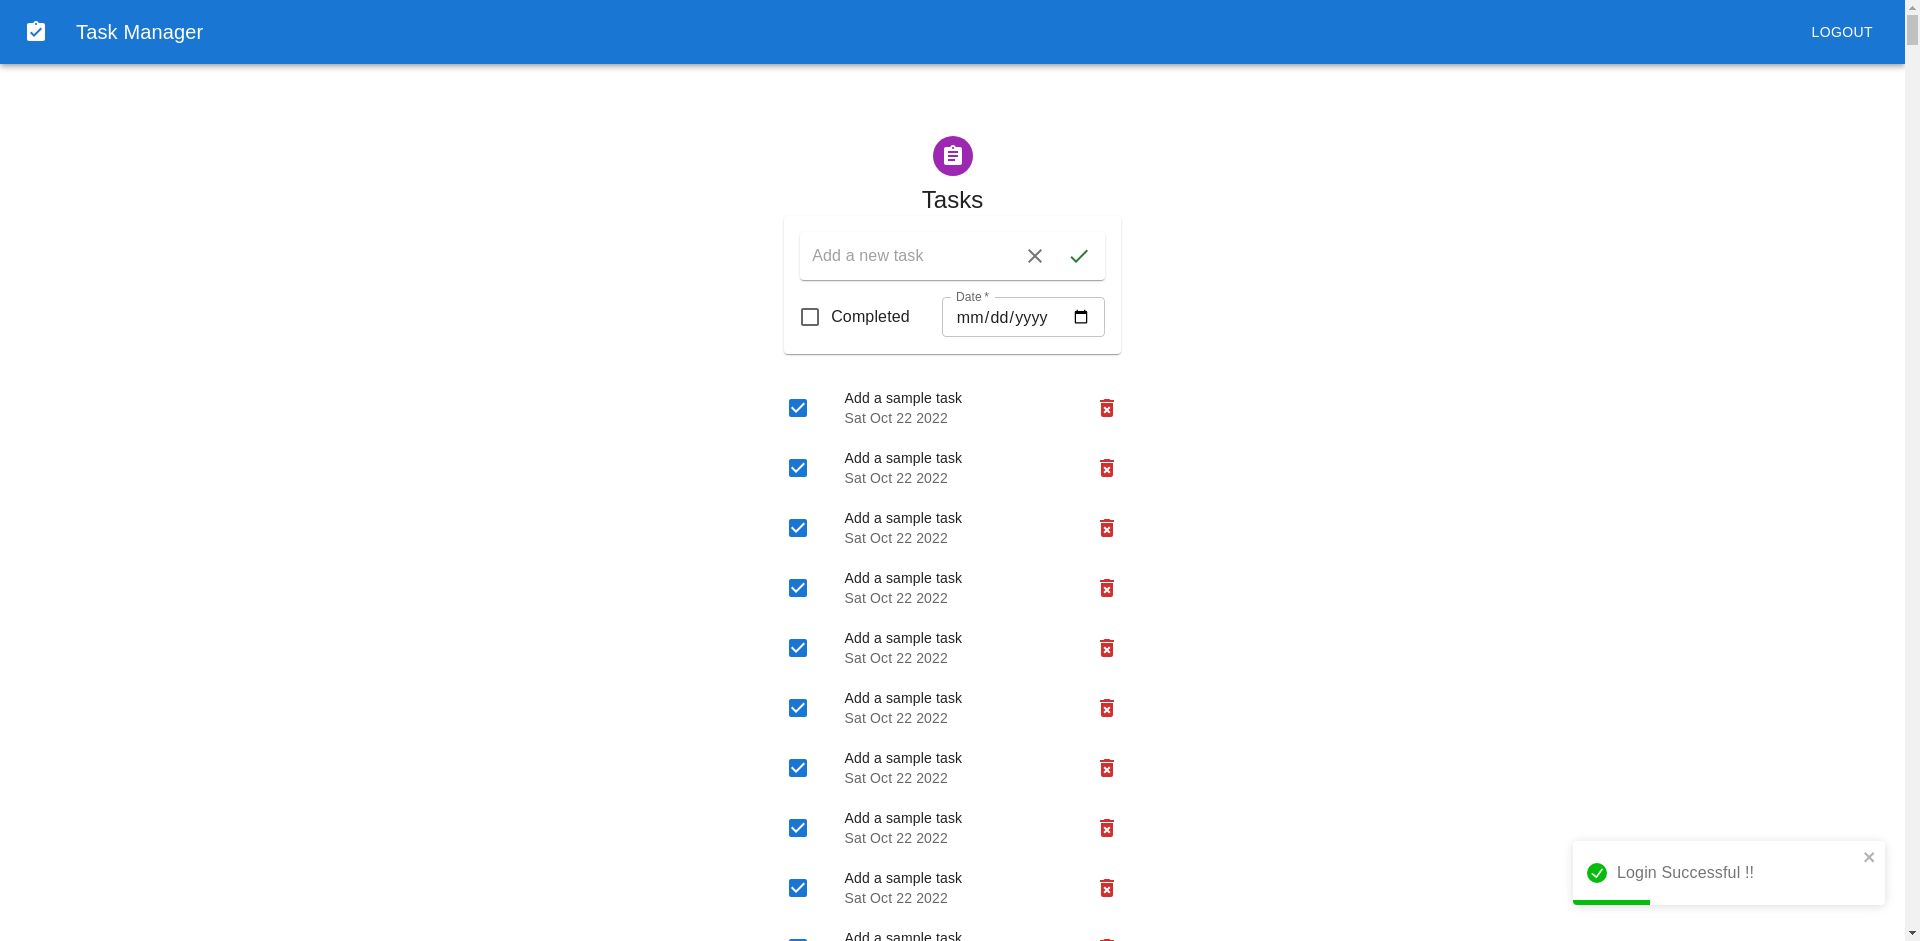 Task Manager
LOGOUT
Tasks
Add a new task
Completed
Date *
mm/dd/yyyy
Add a sample task
Sat Oct 22 2022
Add a sample task
Sat Oct 22 2022
Add a sample task
Sat Oct 22 2022
Add a sample task
Sat Oct 22 2022
Add a sample task
Sat Oct 22 2022
Add a sample task
Sat Oct 22 2022
Add a sample task
Sat Oct 22 2022
Add a sample task
Sat Oct 22 2022
Add a sample task
Sat Oct 22 2022
Add a sample task
Login Successful !!